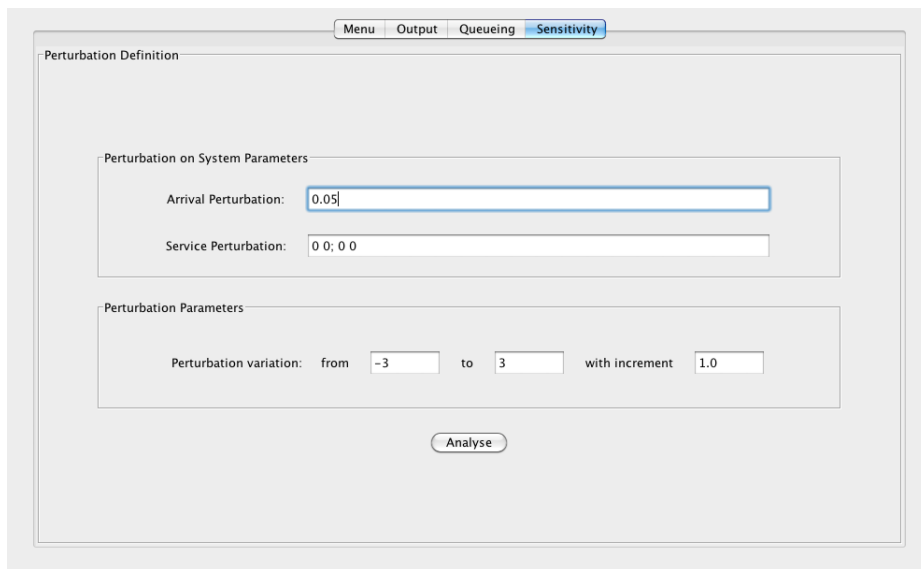 Menu Output Queueing Sensitivity
Perturbation Definition
Perturbation on System Parameters
Arrival Perturbation: 0.05
Service Perturbation: 0 0; 0 0
Perturbation Parameters
Perturbation variation: from -3 to 3 with increment 1.0
Analyse